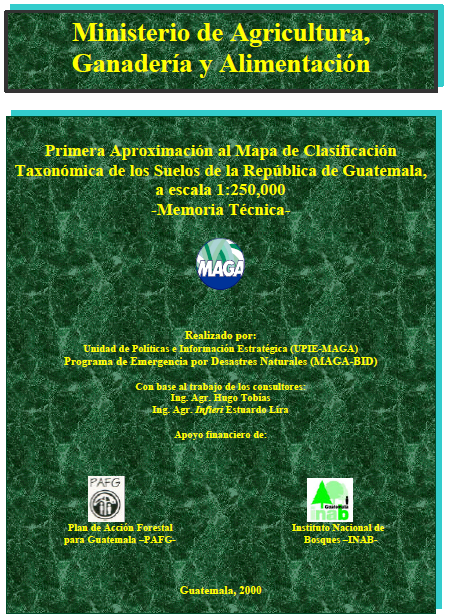 Ministerio de Agricultura,
Ganadería y Alimentación
Primera Aproximación al Mapa de Clasificación
Taxonómica de los Suelos de la República de Guatemala,
a escala 1:250,000
-Memoria Técnica-
MAGA
Realizado por:
Unidad de Políticas e Información Estratégica (UPIE-MAGA)
Programa de Emergencia por Desastres Naturales (MAGA-BID)
Con base al trabajo de los consultores:
Ing. Agr. Hugo Tobías
Ing. Agr. Infieri Estuardo Lira
Apoyo financiero de:
PAFG
Guatemala
inab
Plan de Acción Forestal
para Guatemala –PAFG-
Instituto Nacional de
Bosques –INAB-
Guatemala, 2000